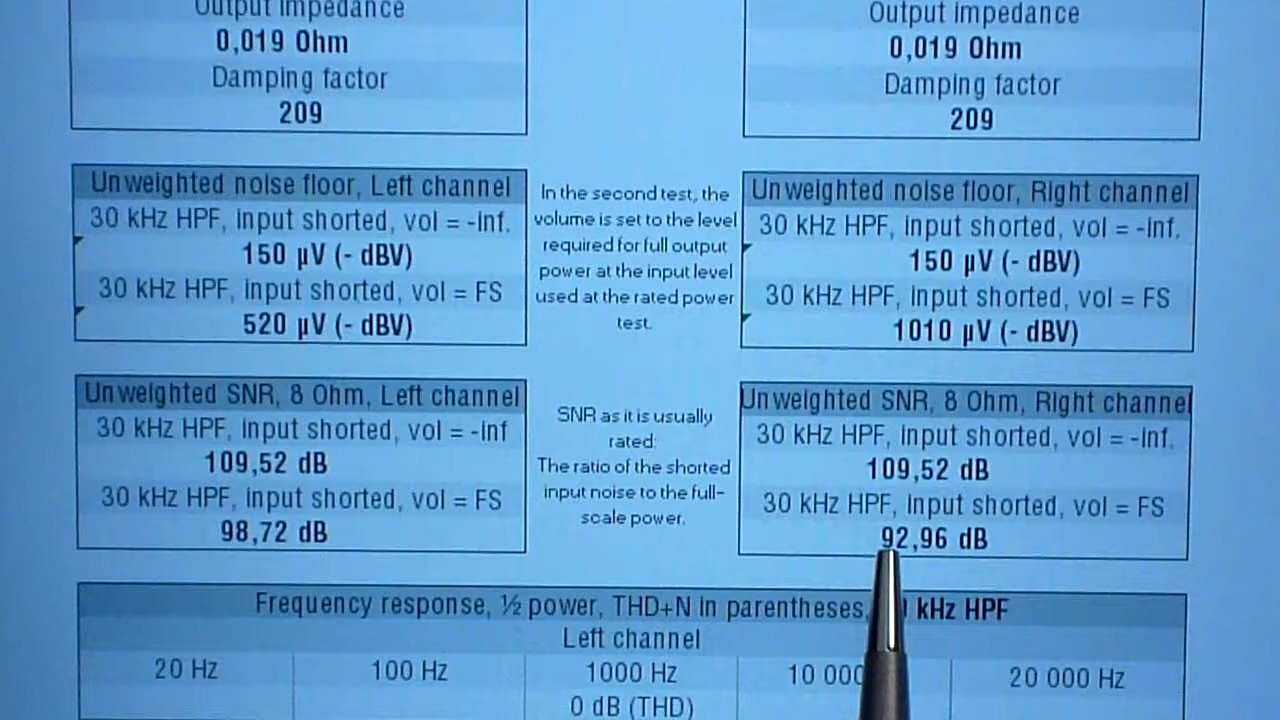 Output impedance
0,019 Ohm
Damping factor
209
Output impedance
0,019 Ohm
Damping factor
209
Unweighted noise floor, Left channel
30 kHz HPF, input shorted, vol = -inf.
150 µV (- dBV)
30 kHz HPF, input shorted, vol = FS
520 µV (- dBV)
In the second test, the
volume is set to the level
required for full output
power at the input level
used at the rated power
test.
Unweighted noise floor, Right channel
30 kHz HPF, input shorted, vol = -inf.
150 µV (- dBV)
30 kHz HPF, input shorted, vol = FS
1010 µV (- dBV)
Unweighted SNR, 8 Ohm, Left channel
30 kHz HPF, input shorted, vol = -inf
109,52 dB
30 kHz HPF, input shorted, vol = FS
98,72 dB
SNR as it is usually
rated:
The ratio of the shorted
input noise to the full-
scale power.
Unweighted SNR, 8 Ohm, Right channel
30 kHz HPF, input shorted, vol = -inf.
109,52 dB
30 kHz HPF, input shorted, vol = FS
92,96 dB
Frequency response, ½ power, THD+N in parentheses, kHz HPF
Left channel
20 Hz
100 Hz
1000 Hz
10 000
20 000 Hz
0 dB (THD)